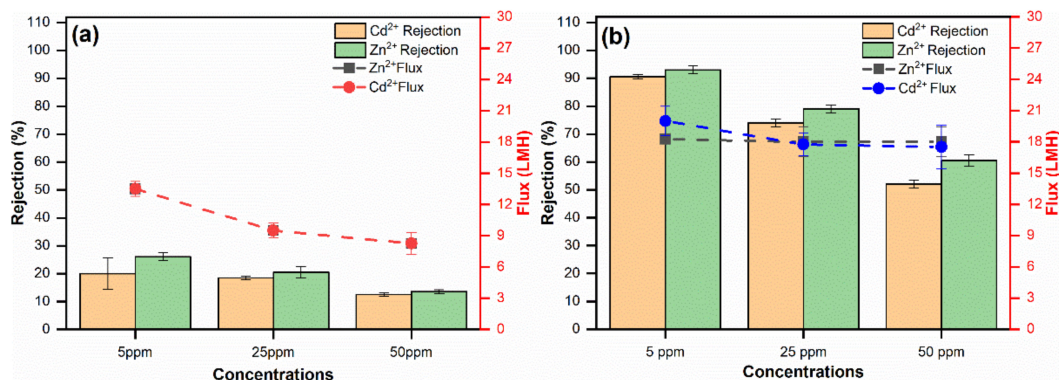 (a)
Cd²⁺ Rejection
Zn²⁺ Rejection
Zn²⁺Flux
Cd²⁺Flux
Rejection (%)
110
100
90
80
70
60
50
40
30
20
10
0
Flux (LMH)
30
27
24
21
18
15
12
9
6
3
0
5ppm
25ppm
50ppm
Concentrations
(b)
Cd²⁺ Rejection
Zn²⁺ Rejection
Zn²⁺Flux
Cd²⁺ Flux
Rejection (%)
110
100
90
80
70
60
50
40
30
20
10
0
Flux (LMH)
30
27
24
21
18
15
12
9
6
3
0
5 ppm
25 ppm
50 ppm
Concentrations